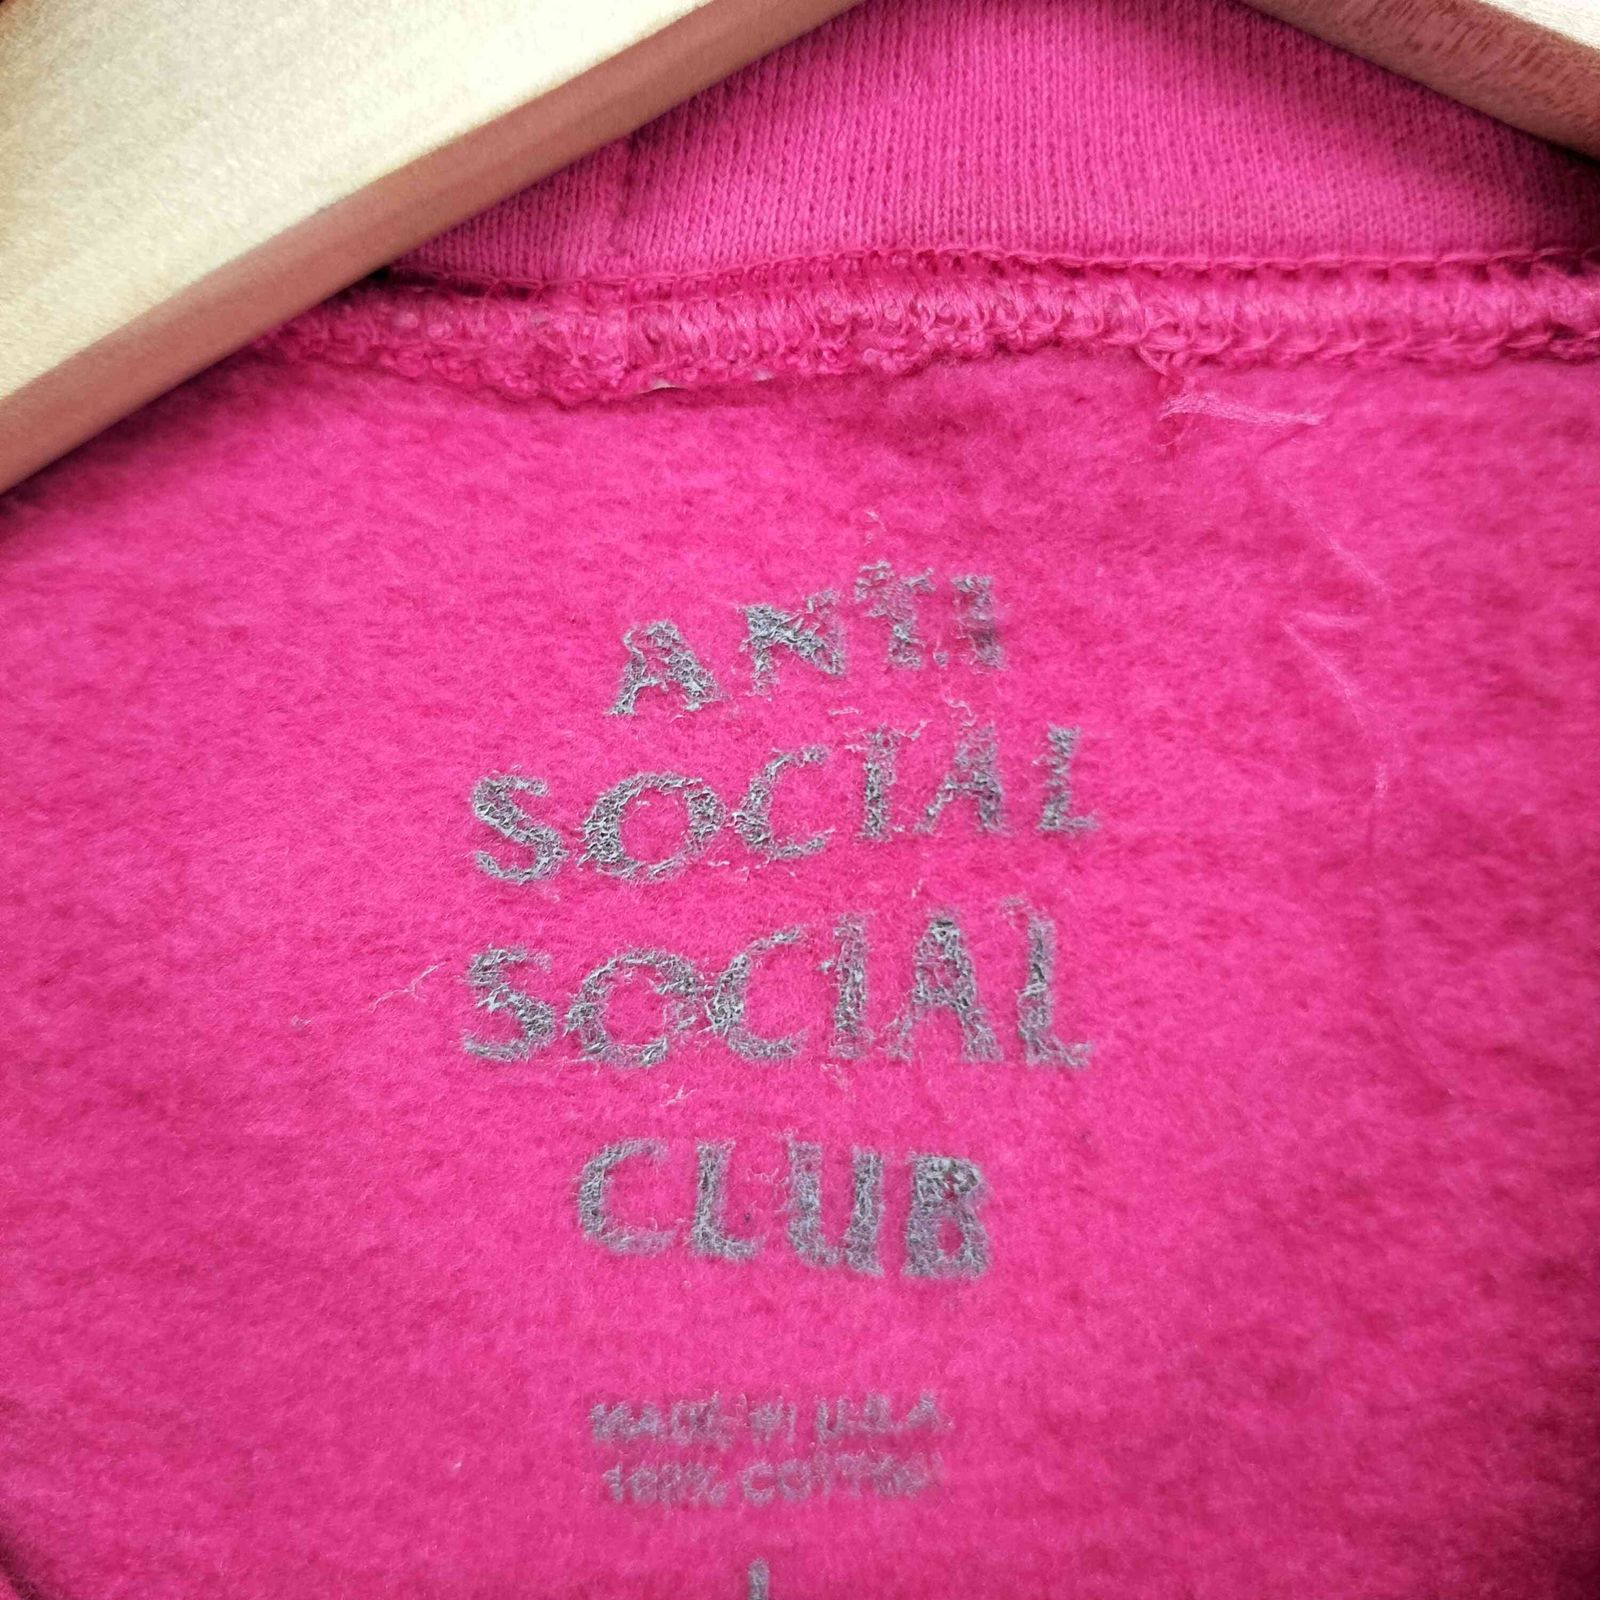 ANTI
SOCIAL
SOCIAL
CLUB
MADE IN U.S.A.
100% COTTON